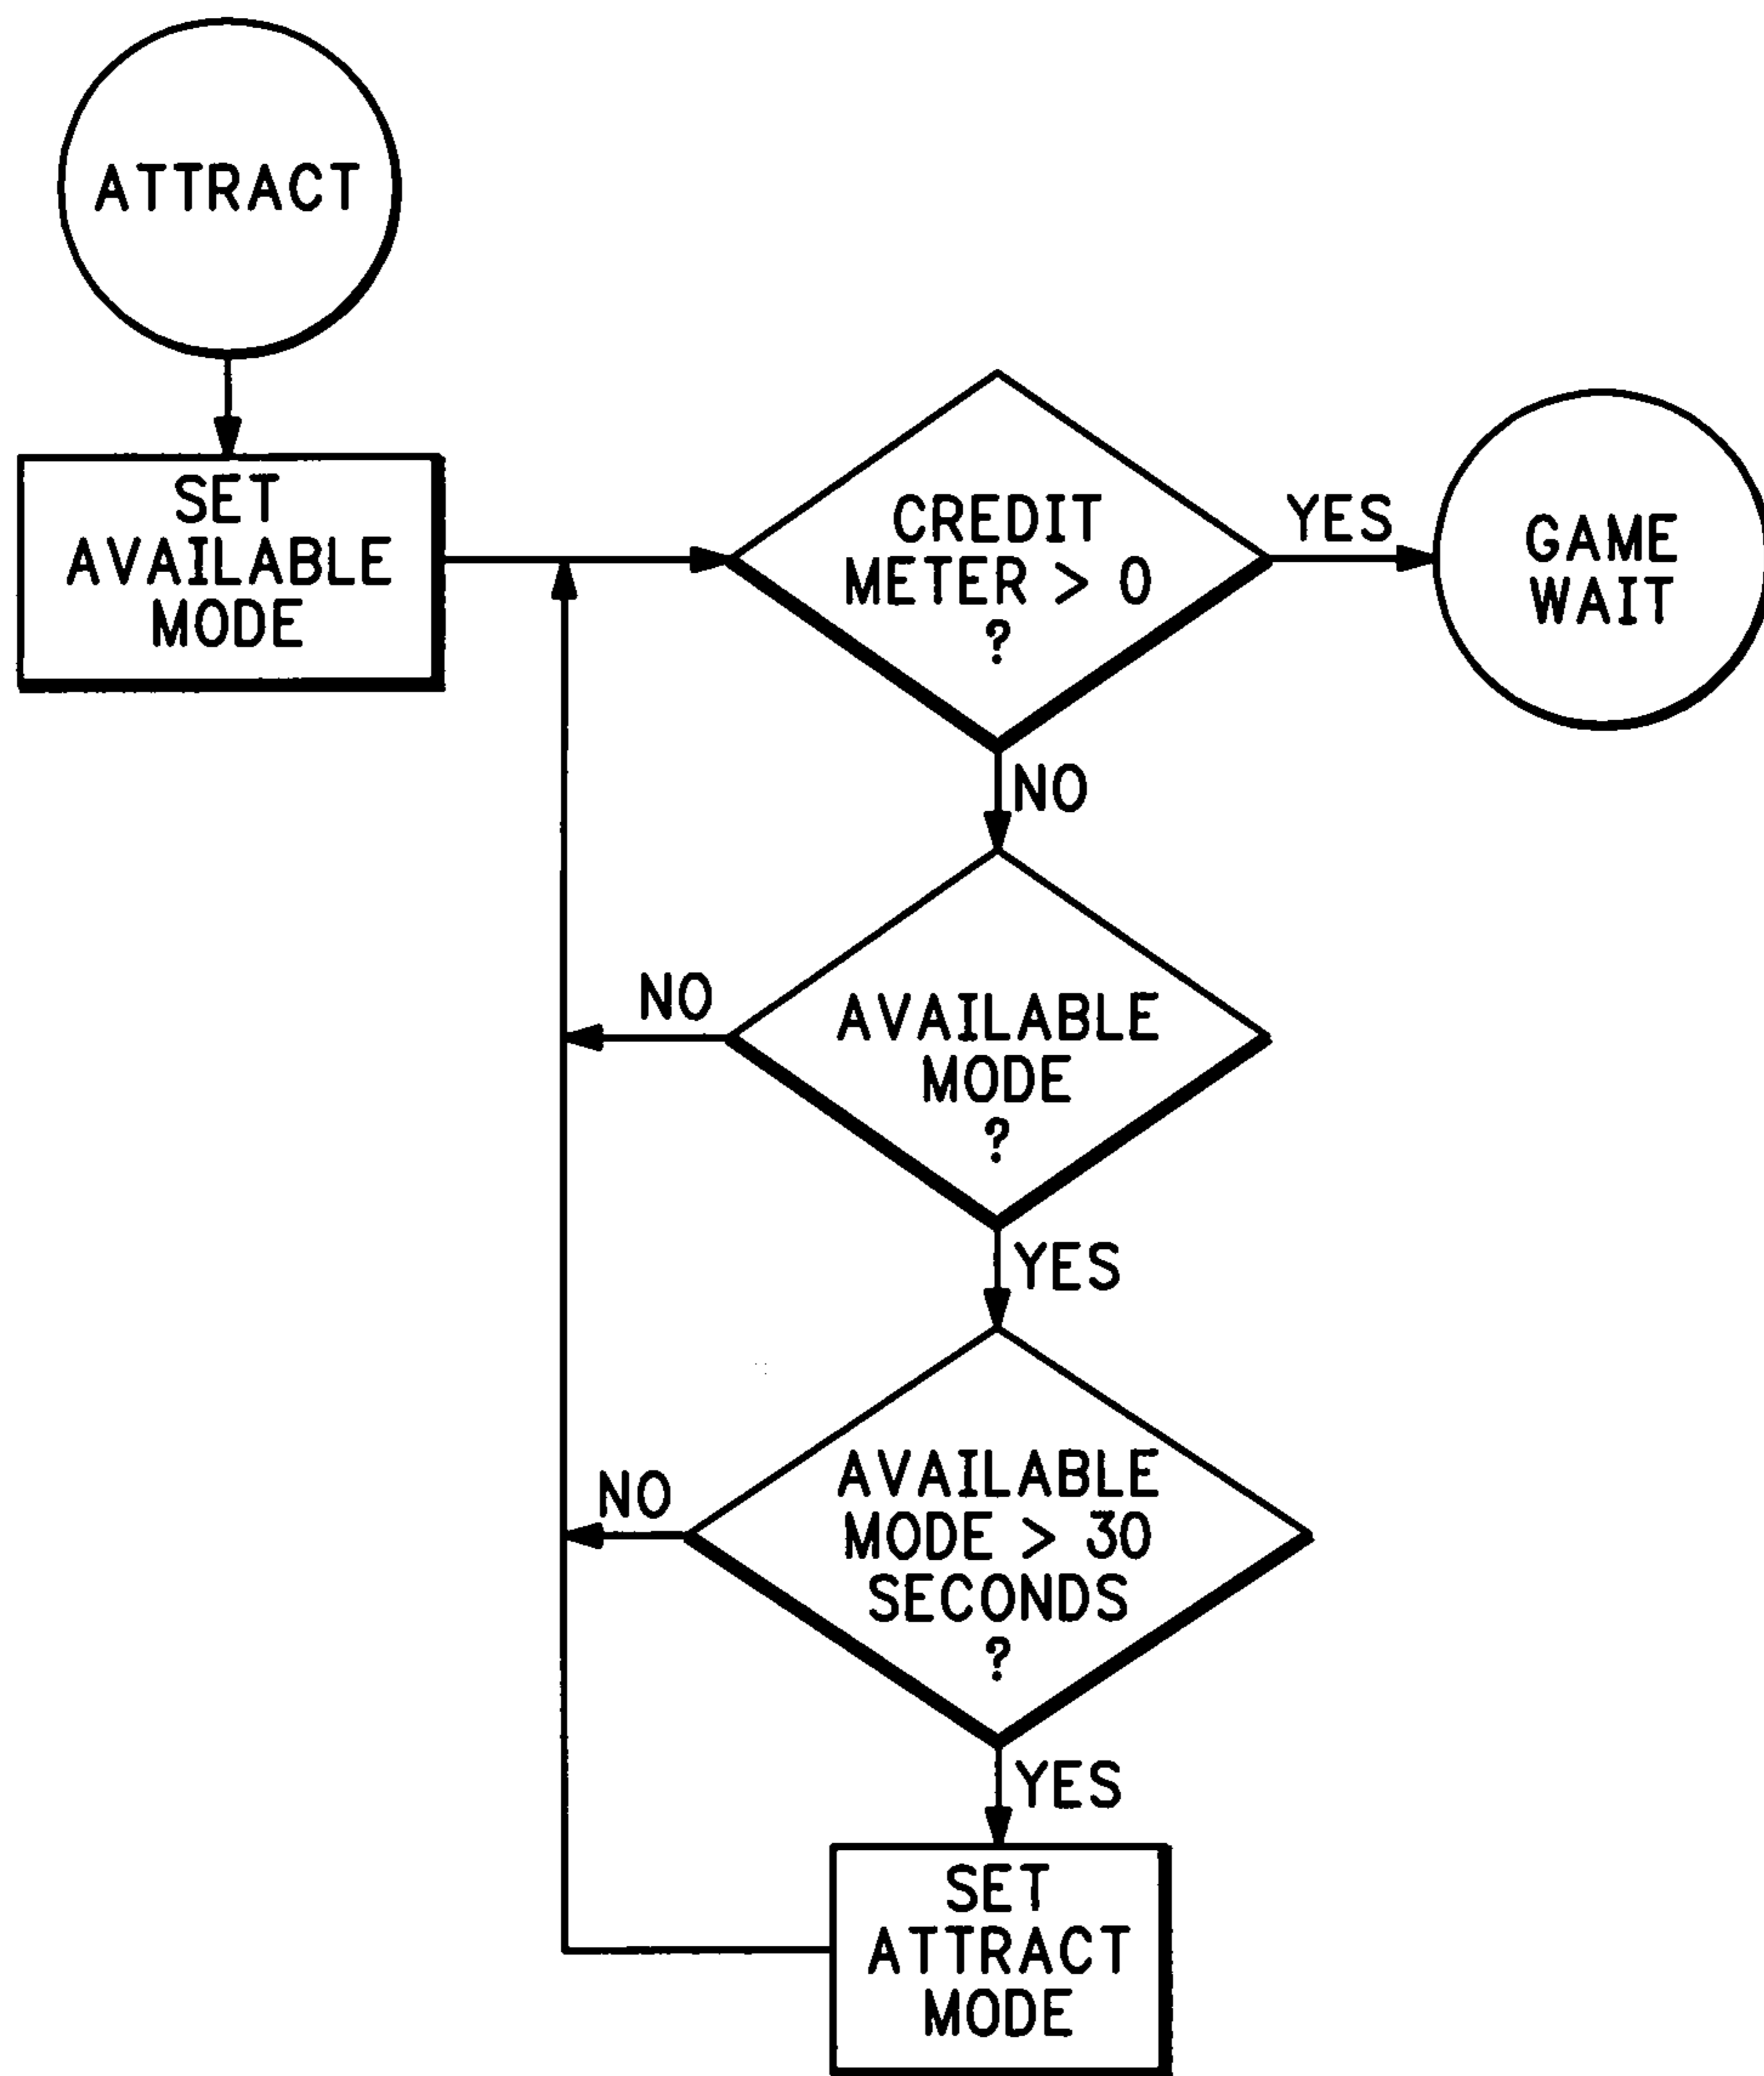 ATTRACT
SET
AVAILABLE
MODE
CREDIT
METER > 0
?
YES
GAME
WAIT
NO
AVAILABLE
MODE
?
NO
YES
AVAILABLE
MODE > 30
SECONDS
?
NO
YES
SET
ATTRACT
MODE